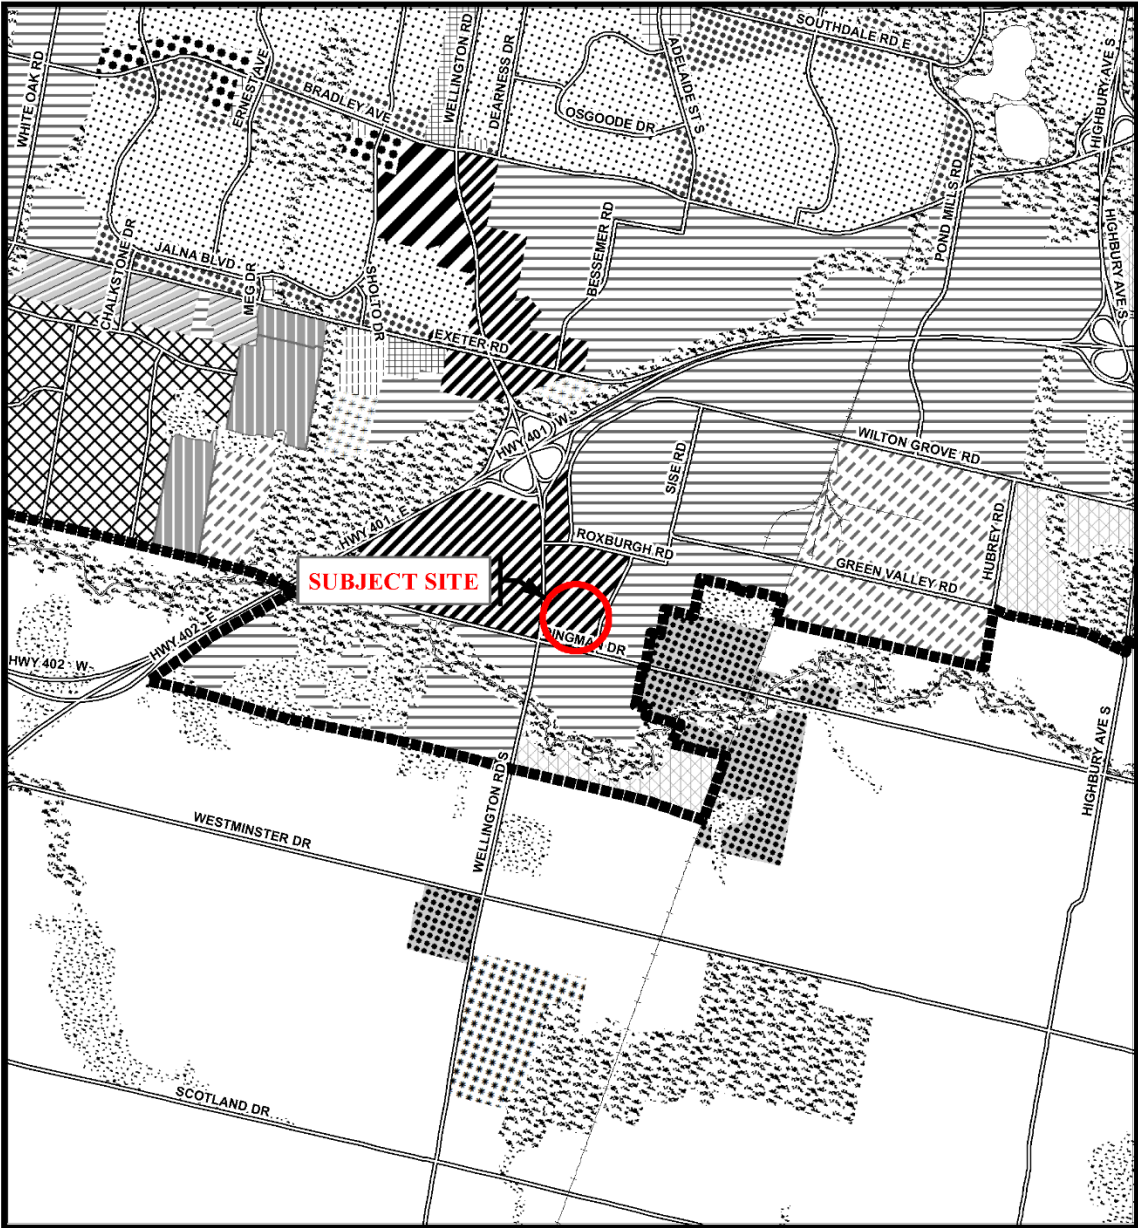 SOUTHDALE RD E
WHITE OAK RD
ERNEST AVE
BRADLEY AVE
WELLINGTON RD
DEARNESS DR
ADELAIDE ST S
OSGOODE DR
HIGHBURY AVE S
POND MILLS RD
HIGHBURY AVE S
BESSEMER RD
CHALKSTONE DR
JALNA BLVD
MEG DR
SHOLTO DR
EXETER RD
HWY 401 W
WILTON GROVE RD
SISE RD
HUBREY RD
HWY 401 E
ROXBURGH RD
GREEN VALLEY RD
SUBJECT SITE
DINGMAN DR
HWY 402 E
HWY 402 W
HIGHBURY AVE S
WELLINGTON RD S
WESTMINSTER DR
SCOTLAND DR